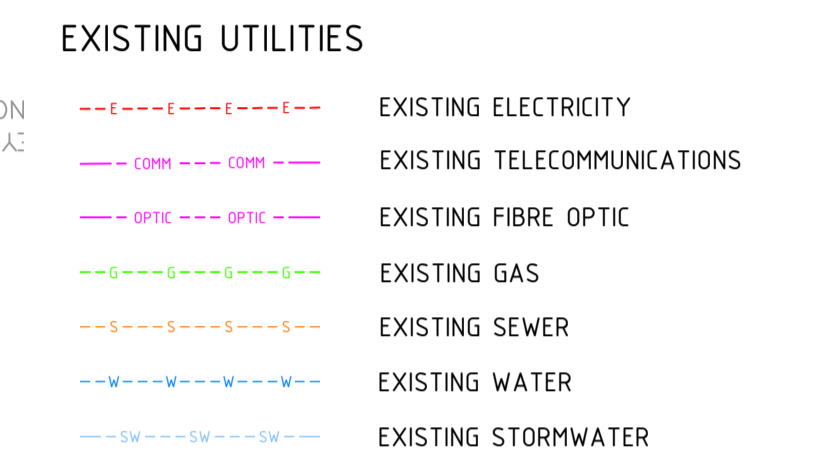 EXISTING UTILITIES
--E---E---E---E-- EXISTING ELECTRICITY
COMM --- COMM EXISTING TELECOMMUNICATIONS
OPTIC --- OPTIC EXISTING FIBRE OPTIC
--G---G---G---G-- EXISTING GAS
--S---S---S---S-- EXISTING SEWER
--W---W---W---W-- EXISTING WATER
SW---SW---SW EXISTING STORMWATER